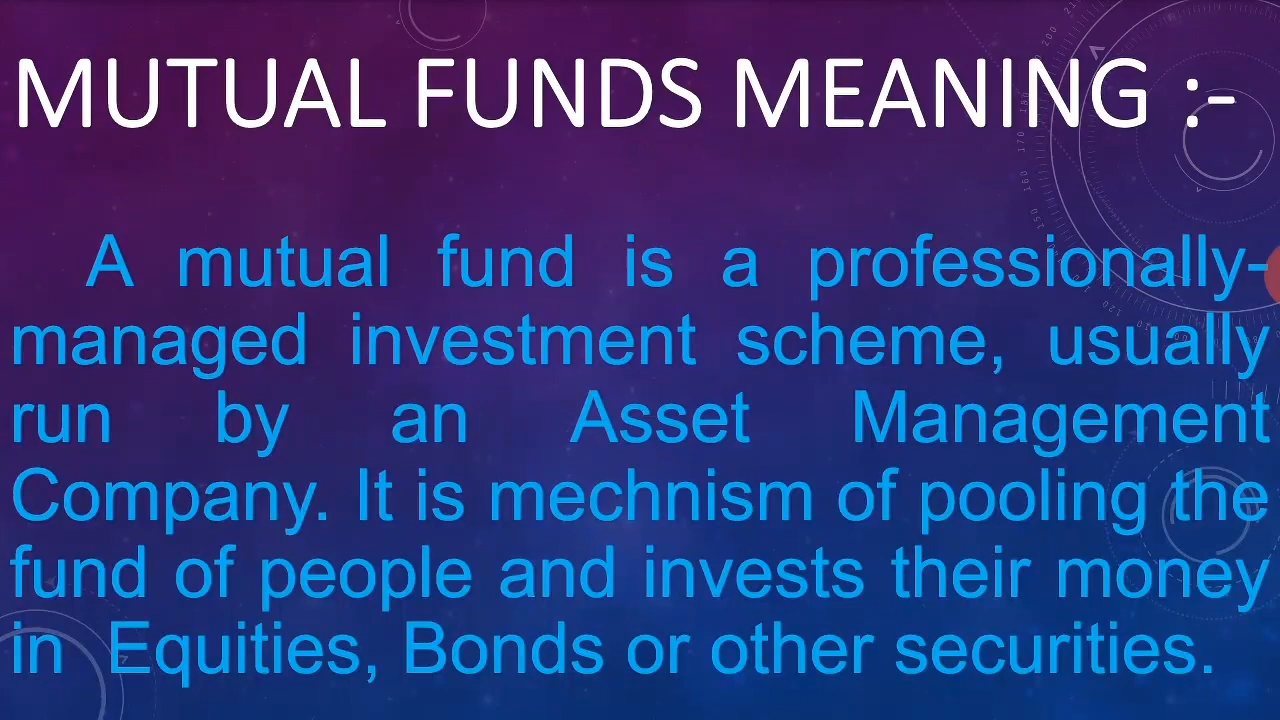 MUTUAL FUNDS MEANING :-
A mutual fund is a professionally-
managed investment scheme, usually
run by an Asset Management
Company. It is mechnism of pooling the
fund of people and invests their money
in Equities, Bonds or other securities.